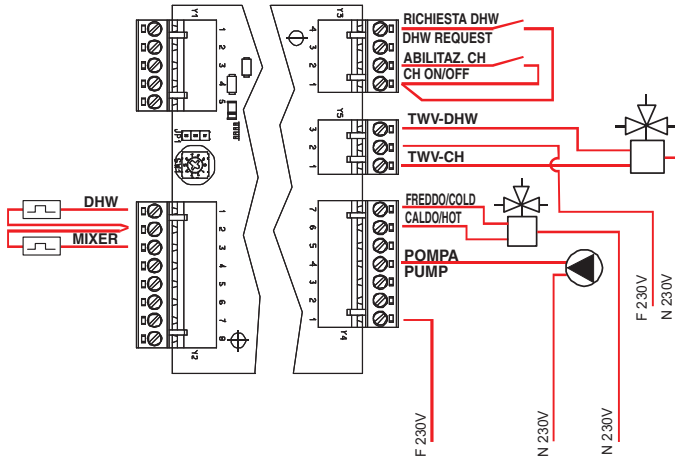 Y1
1
2
3
4
5
JP1
SW1
DHW
MIXER
1
2
3
4
5
6
7
8
Y2
Y3
4
3
2
1
RICHIESTA DHW
DHW REQUEST
ABILITAZ. CH
CH ON/OFF
Y5
3
2
1
TWV-DHW
TWV-CH
7
6
5
4
3
2
1
Y4
FREDDO/COLD
CALDO/HOT
POMPA
PUMP
F 230V
N 230V
N 230V
F 230V
N 230V